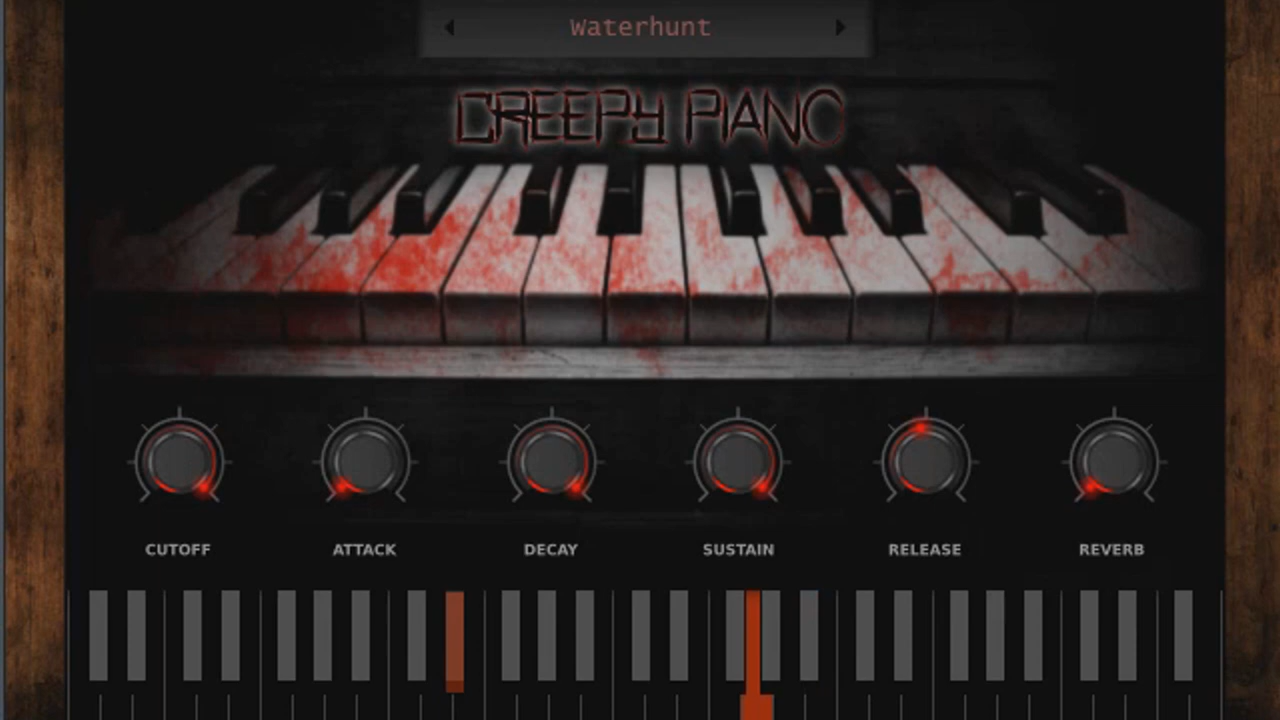 Waterhunt
CREEPY PIANO
CUTOFF ATTACK DECAY SUSTAIN RELEASE REVERB